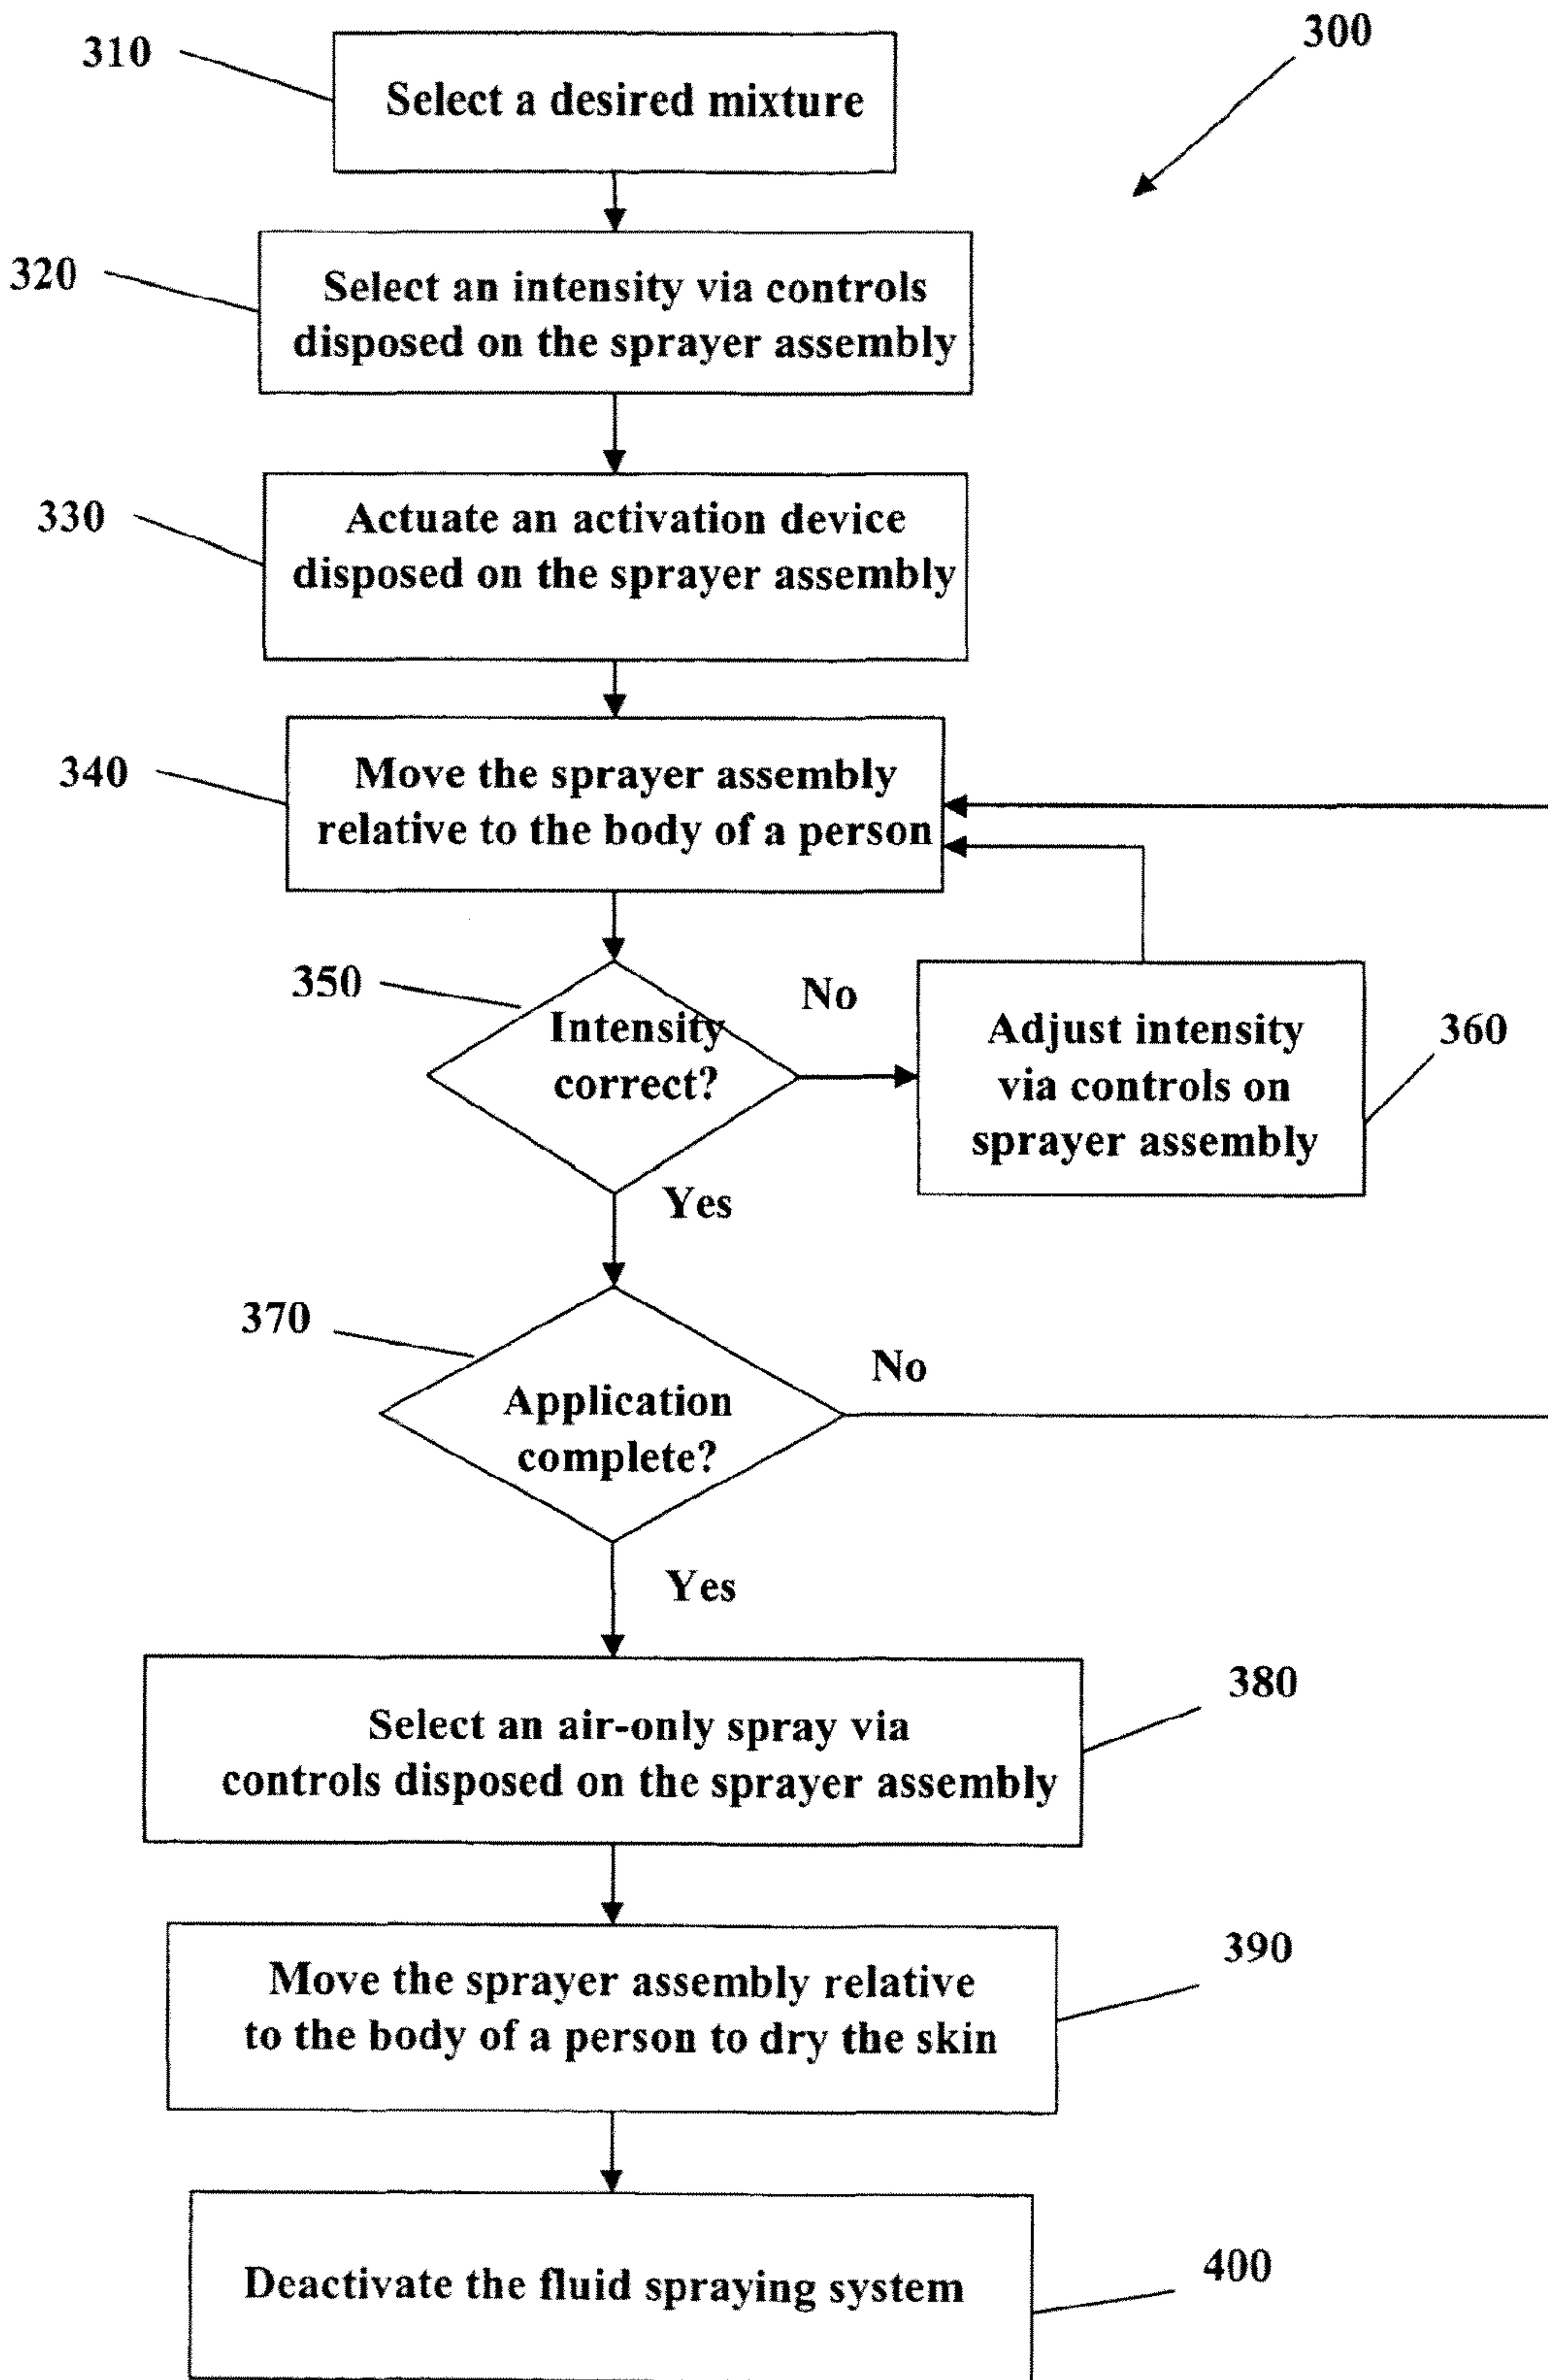 300
310
Select a desired mixture
320
Select an intensity via controls
disposed on the sprayer assembly
330
Actuate an activation device
disposed on the sprayer assembly
340
Move the sprayer assembly
relative to the body of a person
350
Intensity
correct?
No
Adjust intensity
via controls on
sprayer assembly
360
Yes
370
Application
complete?
No
Yes
380
Select an air-only spray via
controls disposed on the sprayer assembly
390
Move the sprayer assembly relative
to the body of a person to dry the skin
400
Deactivate the fluid spraying system